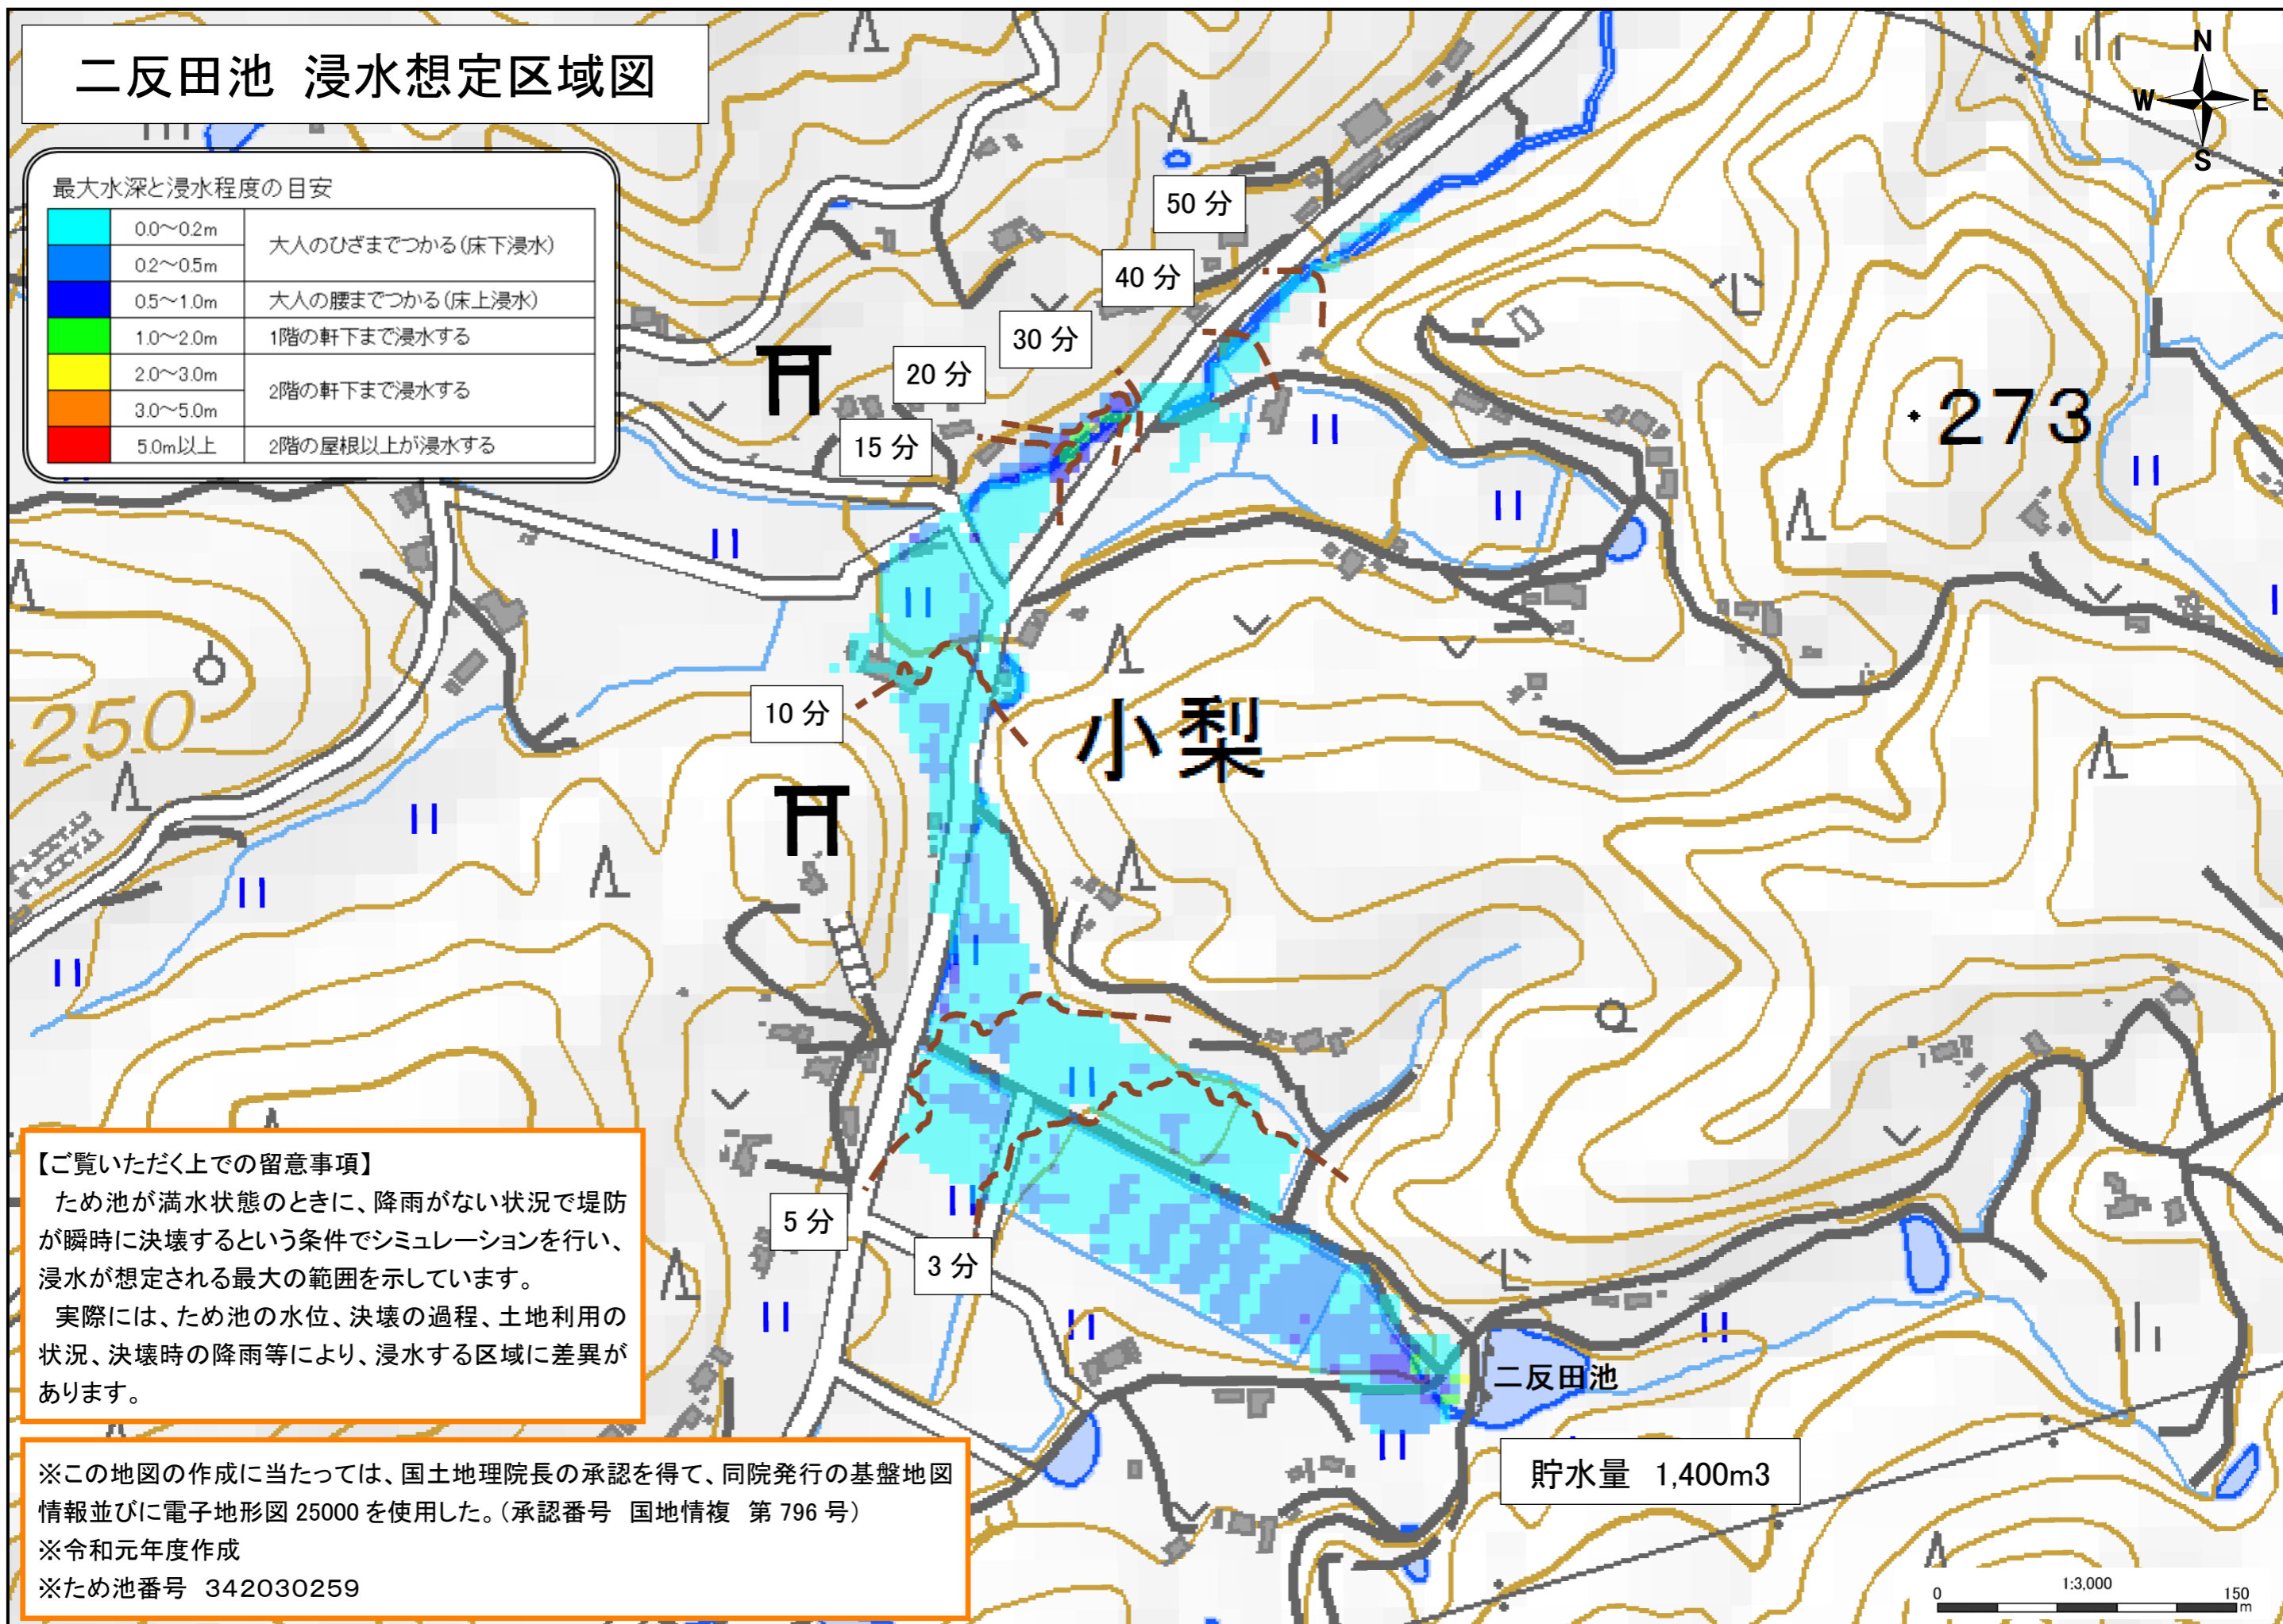 二反田池 浸水想定区域図
N
W
E
S
最大水深と浸水程度の目安
0.0～0.2m
大人のひざまでつかる(床下浸水)
0.2～0.5m
0.5～1.0m
大人の腰までつかる(床上浸水)
1.0～2.0m
1階の軒下まで浸水する
2.0～3.0m
2階の軒下まで浸水する
3.0～5.0m
5.0m以上
2階の屋根以上が浸水する
50 分
40 分
30 分
20 分
15 分
273
10 分
小梨
250
5 分
3 分
二反田池
貯水量 1,400m3
【ご覧いただく上での留意事項】
ため池が満水状態のときに、降雨がない状況で堤防
が瞬時に決壊するという条件でシミュレーションを行い、
浸水が想定される最大の範囲を示しています。
実際には、ため池の水位、決壊の過程、土地利用の
状況、決壊時の降雨等により、浸水する区域に差異が
あります。
※この地図の作成に当たっては、国土地理院長の承認を得て、同院発行の基盤地図
情報並びに電子地形図 25000 を使用した。(承認番号 国地情複 第 796 号)
※令和元年度作成
※ため池番号 342030259
0
1:3,000
150
m